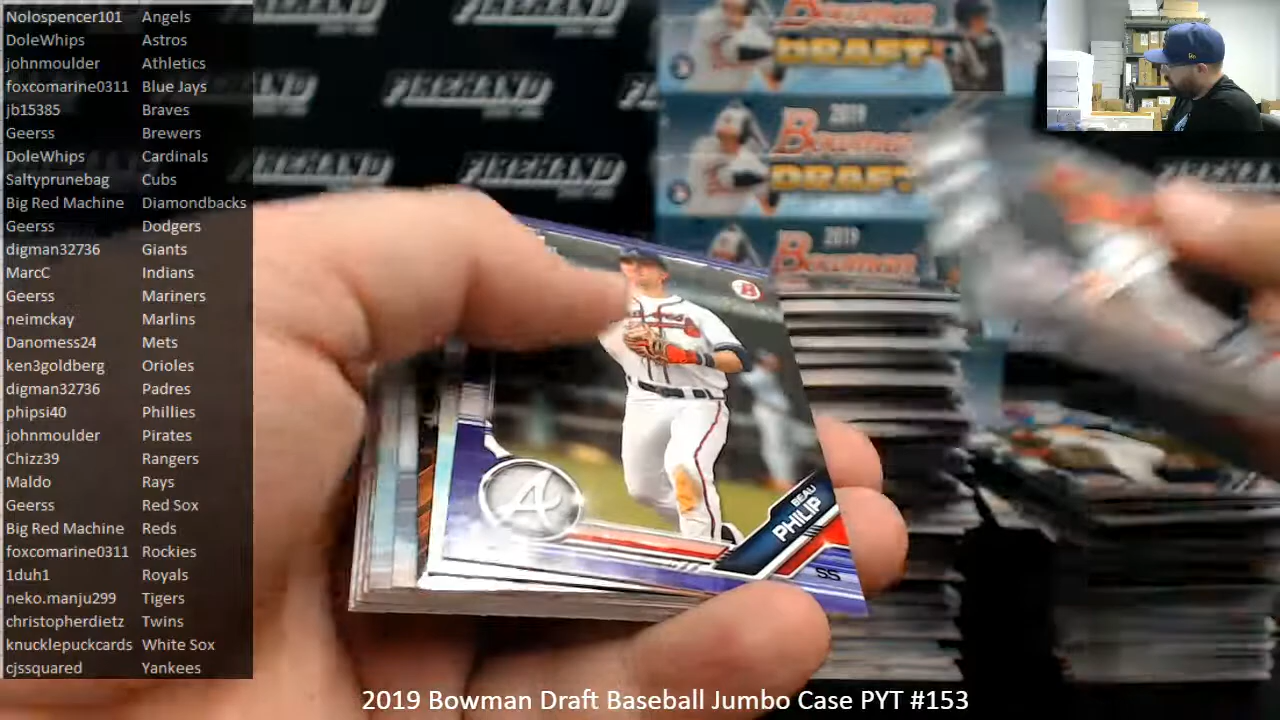 Nolospencer101 Angels
DoleWhips Astros
johnmoulder Athletics
foxcomarine0311 Blue Jays
jb15385 Braves
Geerss Brewers
DoleWhips Cardinals
Saltyprunebag Cubs
Big Red Machine Diamondbacks
Geerss Dodgers
digman32736 Giants
MarcC Indians
Geerss Mariners
neimckay Marlins
Danomess24 Mets
ken3goldberg Orioles
digman32736 Padres
phipsi40 Phillies
johnmoulder Pirates
Chizz39 Rangers
Maldo Rays
Geerss Red Sox
Big Red Machine Reds
foxcomarine0311 Rockies
1duh1 Royals
neko.manju299 Tigers
christopherdietz Twins
knucklepuckcards White Sox
cjssquared Yankees
FIREHAND
FIREHAND
FIREHAND
FIREHAND
Bowman
DRAFT
2019
Bowman
DRAFT
2019
Bowman
B
A
BEAU
PHILIP
SS
2019 Bowman Draft Baseball Jumbo Case PYT #153